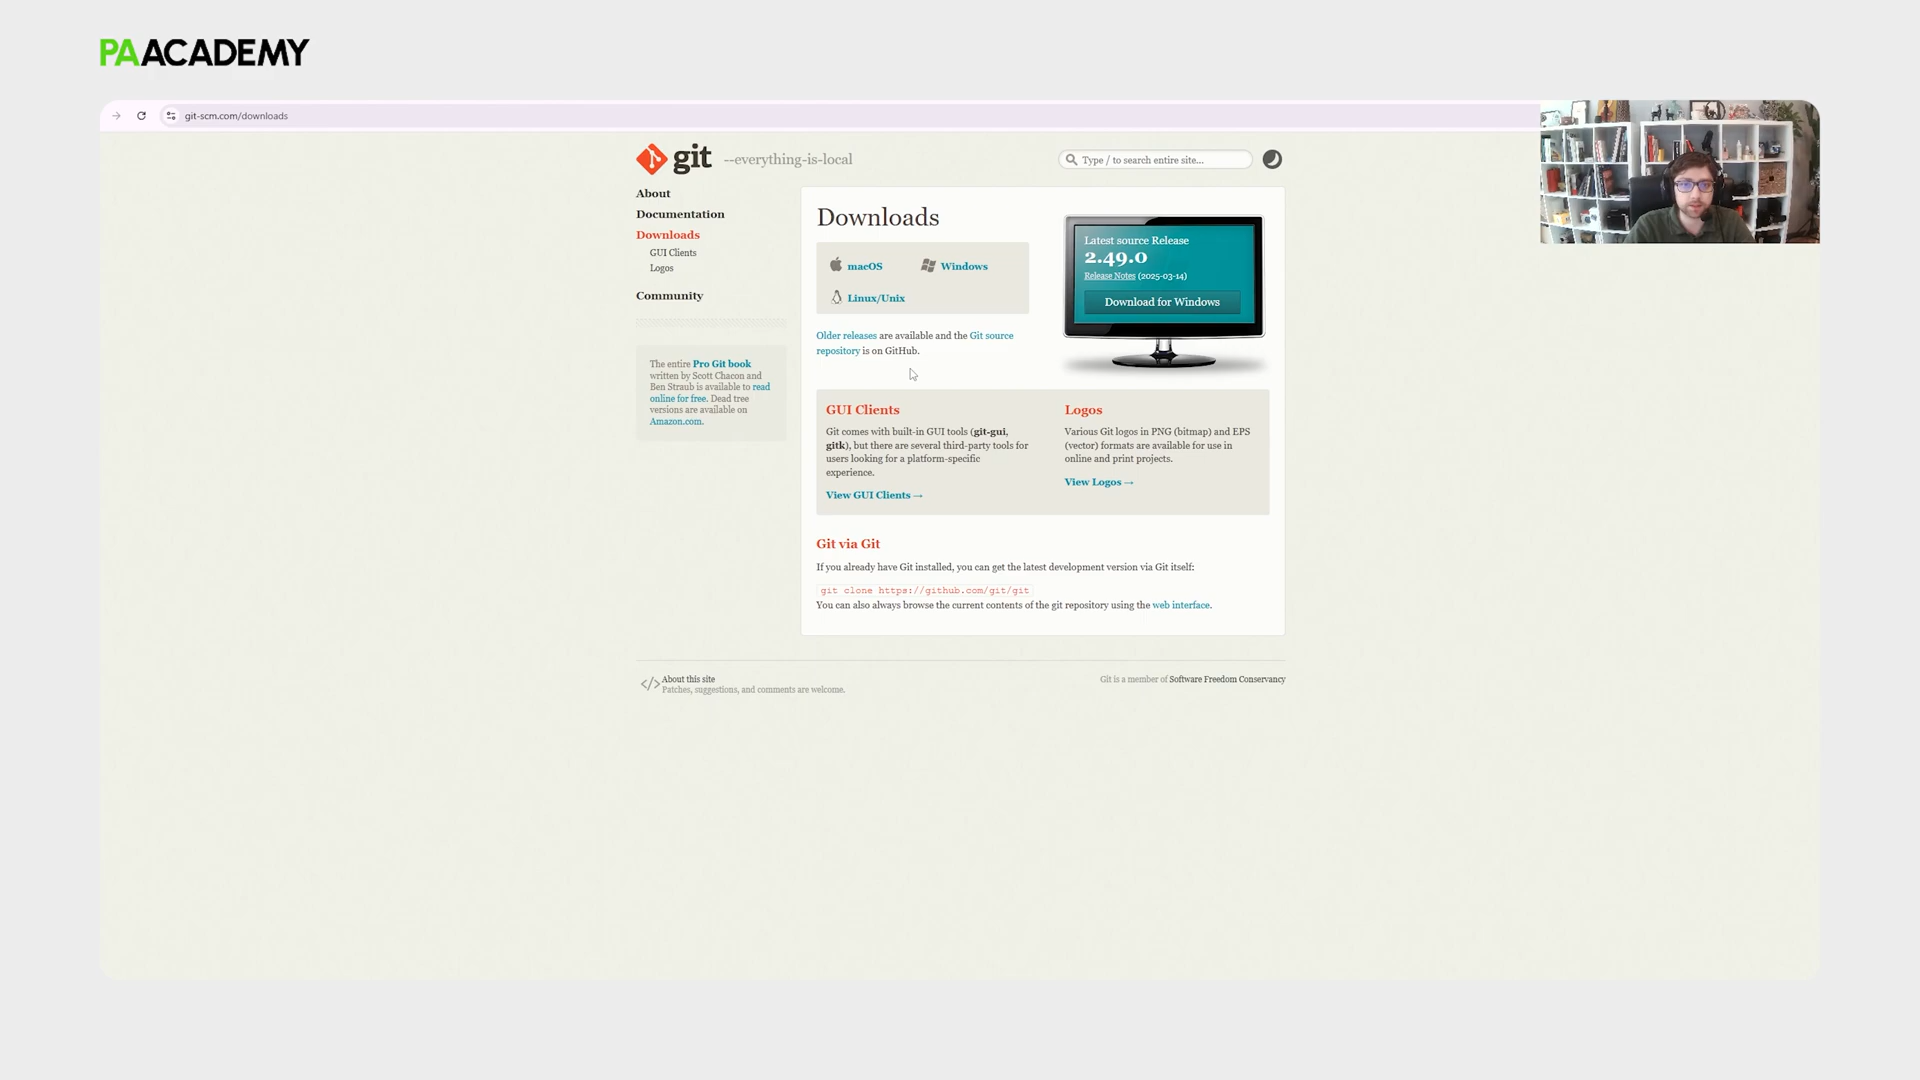 PAACADEMY
git-scm.com/downloads
git --everything-is-local
Type / to search entire site...
About
Documentation
Downloads
GUI Clients
Logos
Community
The entire Pro Git book
written by Scott Chacon and
Ben Straub is available to read
online for free. Dead tree
versions are available on
Amazon.com.
Downloads
macOS
Windows
Linux/Unix
Older releases are available and the Git source
repository is on GitHub.
Latest source Release
2.49.0
Release Notes (2025-03-14)
Download for Windows
GUI Clients
Git comes with built-in GUI tools (git-gui,
gitk), but there are several third-party tools for
users looking for a platform-specific
experience.
View GUI Clients →
Logos
Various Git logos in PNG (bitmap) and EPS
(vector) formats are available for use in
online and print projects.
View Logos →
Git via Git
If you already have Git installed, you can get the latest development version via Git itself:
git clone https://github.com/git/git
You can also always browse the current contents of the git repository using the web interface.
</> About this site
Patches, suggestions, and comments are welcome.
Git is a member of Software Freedom Conservancy